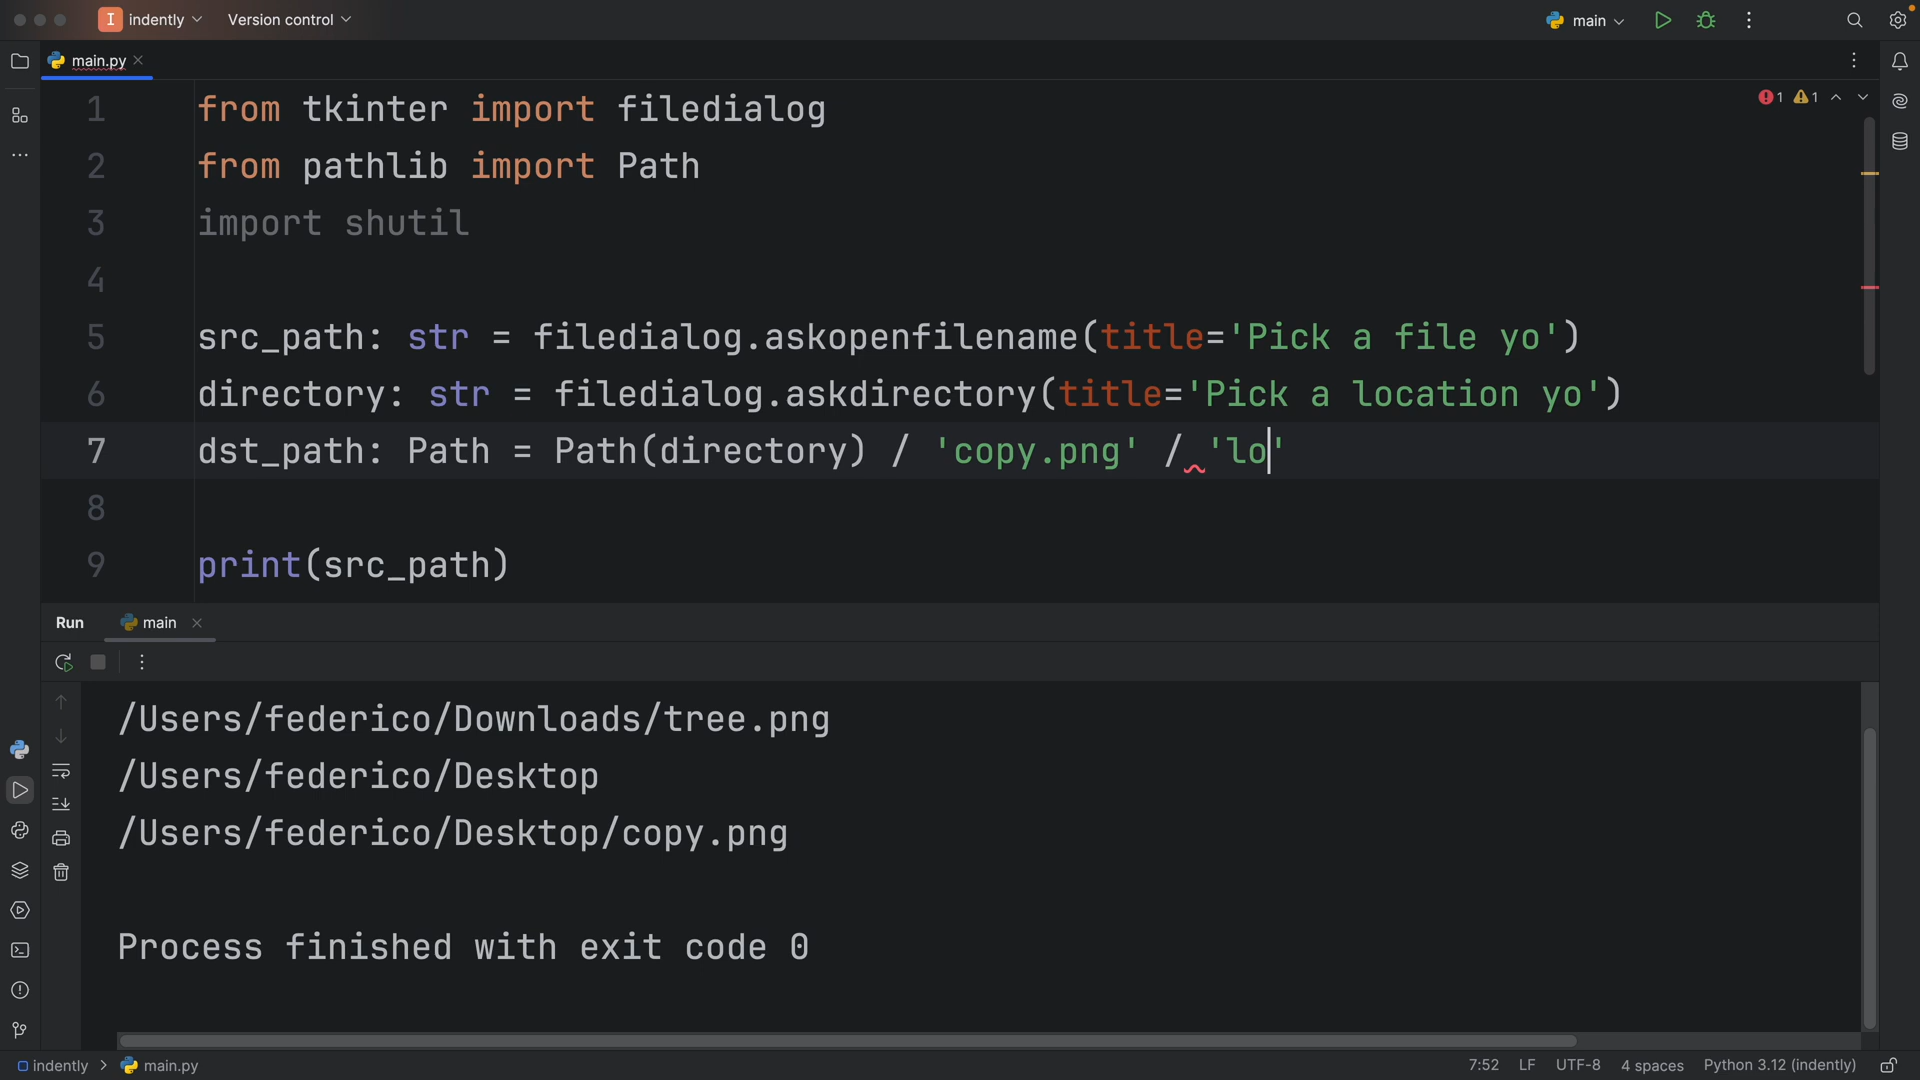 I indently Version control main
main.py
1 1
1 from tkinter import filedialog
2 from pathlib import Path
3 import shutil
4
5 src_path: str = filedialog.askopenfilename(title='Pick a file yo')
6 directory: str = filedialog.askdirectory(title='Pick a location yo')
7 dst_path: Path = Path(directory) / 'copy.png' / 'lo'
8
9 print(src_path)
Run main
/Users/federico/Downloads/tree.png
/Users/federico/Desktop
/Users/federico/Desktop/copy.png
Process finished with exit code 0
indently > main.py 7:52 LF UTF-8 4 spaces Python 3.12 (indently)